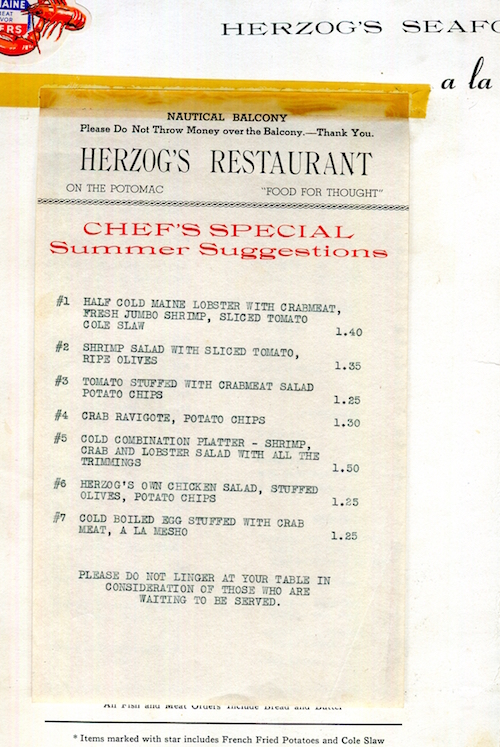 MAINE
HERZOG'S SEAFO
a la
NAUTICAL BALCONY
Please Do Not Throw Money over the Balcony.—Thank You.
HERZOG'S RESTAURANT
ON THE POTOMAC "FOOD FOR THOUGHT"
CHEF'S SPECIAL
Summer Suggestions
#1 HALF COLD MAINE LOBSTER WITH CRABMEAT,
FRESH JUMBO SHRIMP, SLICED TOMATO
COLE SLAW 1.40
#2 SHRIMP SALAD WITH SLICED TOMATO,
RIPE OLIVES 1.35
#3 TOMATO STUFFED WITH CRABMEAT SALAD
POTATO CHIPS 1.25
#4 CRAB RAVIGOTE, POTATO CHIPS 1.30
#5 COLD COMBINATION PLATTER - SHRIMP,
CRAB AND LOBSTER SALAD WITH ALL THE
TRIMMINGS 1.50
#6 HERZOG'S OWN CHICKEN SALAD, STUFFED
OLIVES, POTATO CHIPS 1.25
#7 COLD BOILED EGG STUFFED WITH CRAB
MEAT, A LA MESHO 1.25
PLEASE DO NOT LINGER AT YOUR TABLE IN
CONSIDERATION OF THOSE WHO ARE
WAITING TO BE SERVED.
All Fish and Meat Orders Include Bread and Butter
* Items marked with star includes French Fried Potatoes and Cole Slaw